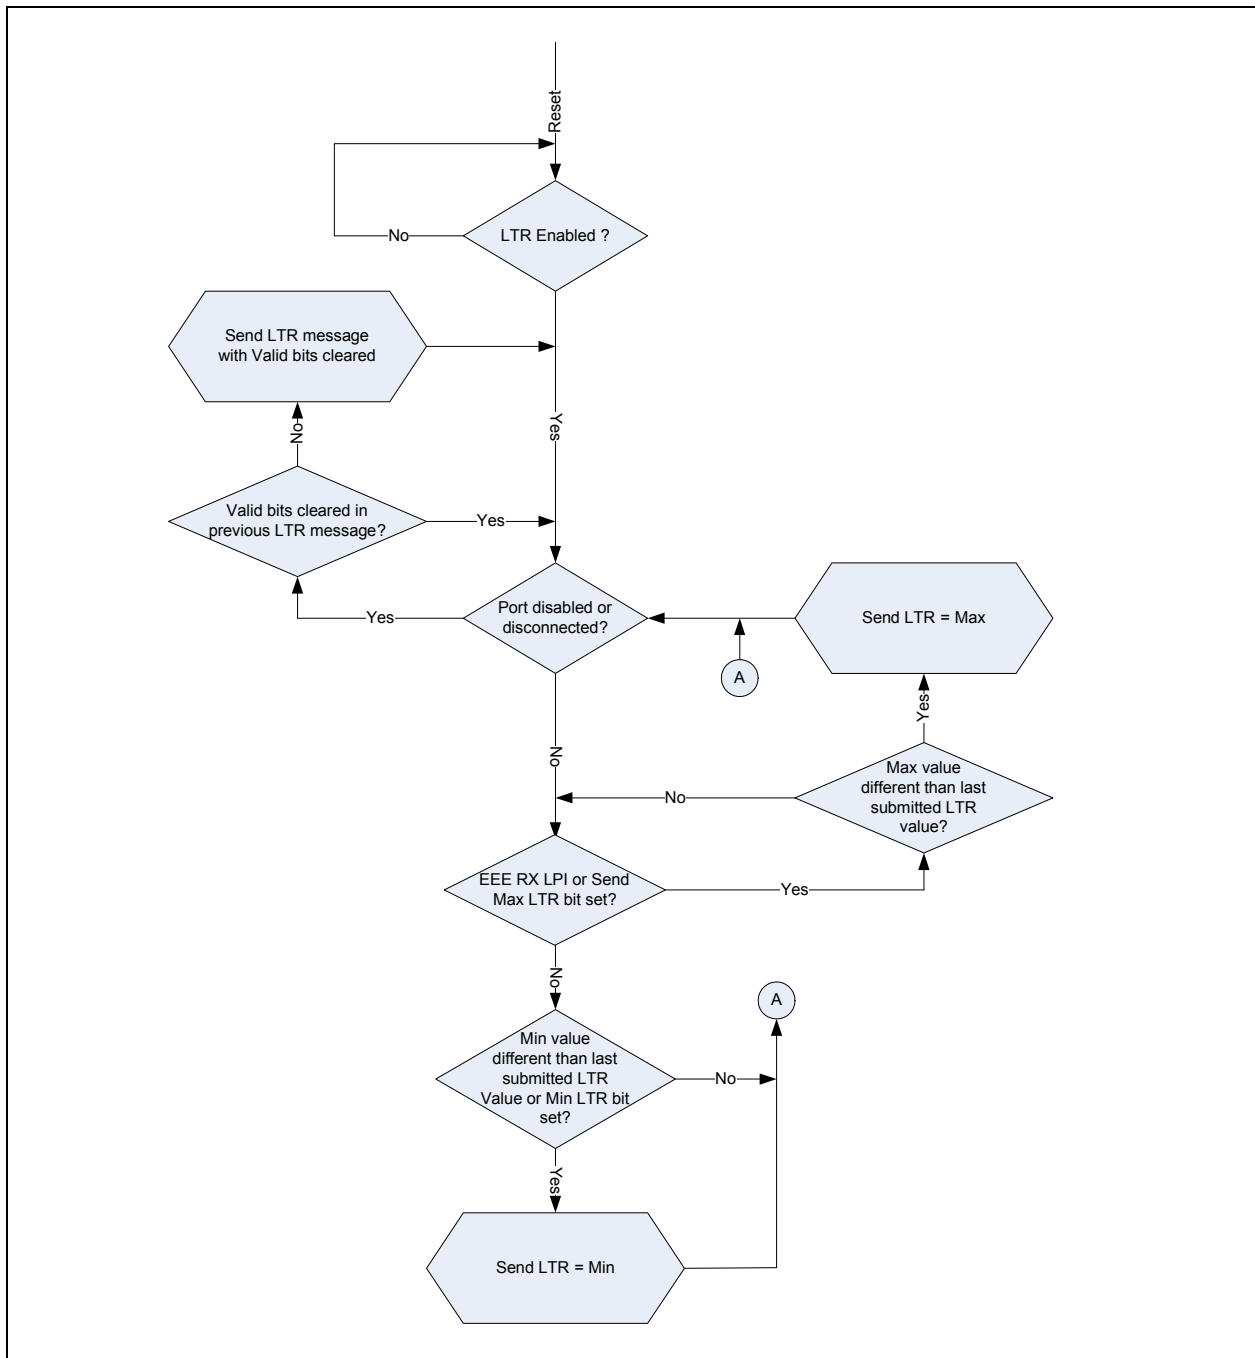 Reset
LTR Enabled ?
No
Send LTR message
with Valid bits cleared
No
Yes
Valid bits cleared in
previous LTR message?
Yes
Port disabled or
disconnected?
Yes
Send LTR = Max
A
Yes
No
Max value
different than last
submitted LTR
value?
No
EEE RX LPI or Send
Max LTR bit set?
Yes
No
A
Min value
different than last
submitted LTR
Value or Min LTR bit
set?
No
Yes
Send LTR = Min